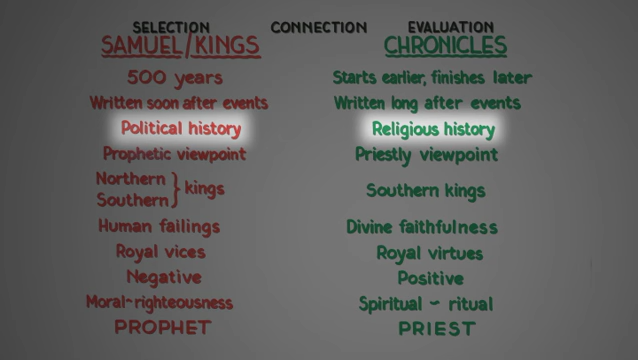 SELECTION CONNECTION EVALUATION
SAMUEL/KINGS CHRONICLES
500 years Starts earlier, finishes later
Written soon after events Written long after events
Political history Religious history
Prophetic viewpoint Priestly viewpoint
Northern
Southern } kings Southern kings
Human failings Divine faithfulness
Royal vices Royal virtues
Negative Positive
Moral~righteousness Spiritual ~ ritual
PROPHET PRIEST